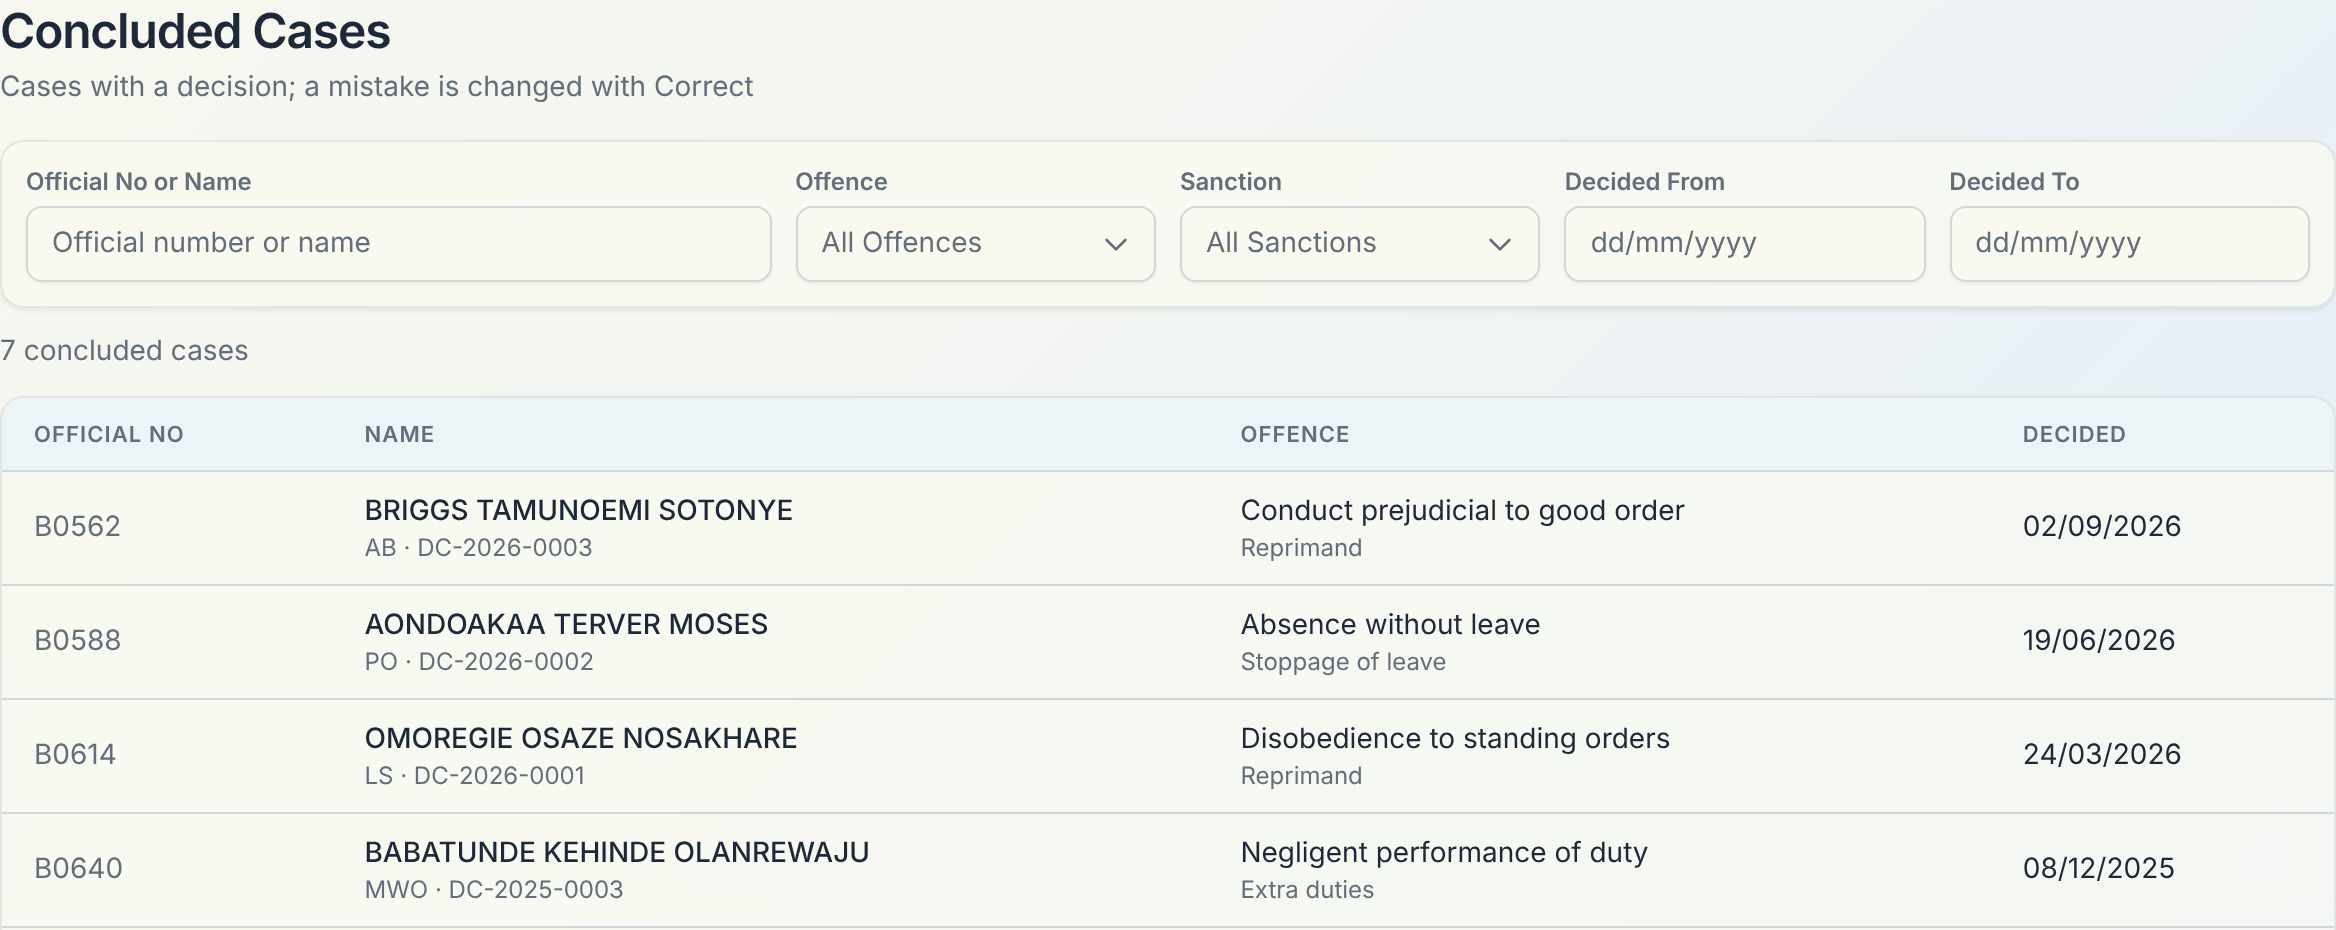 Concluded Cases
Cases with a decision; a mistake is changed with Correct
Official No or Name
Offence
Sanction
Decided From
Decided To
Official number or name
All Offences
All Sanctions
dd/mm/yyyy
dd/mm/yyyy
7 concluded cases
OFFICIAL NO
NAME
OFFENCE
DECIDED
B0562
BRIGGS TAMUNOEMI SOTONYE
AB · DC-2026-0003
Conduct prejudicial to good order
Reprimand
02/09/2026
B0588
AONDOAKAA TERVER MOSES
PO · DC-2026-0002
Absence without leave
Stoppage of leave
19/06/2026
B0614
OMOREGIE OSAZE NOSAKHARE
LS · DC-2026-0001
Disobedience to standing orders
Reprimand
24/03/2026
B0640
BABATUNDE KEHINDE OLANREWAJU
MWO · DC-2025-0003
Negligent performance of duty
Extra duties
08/12/2025